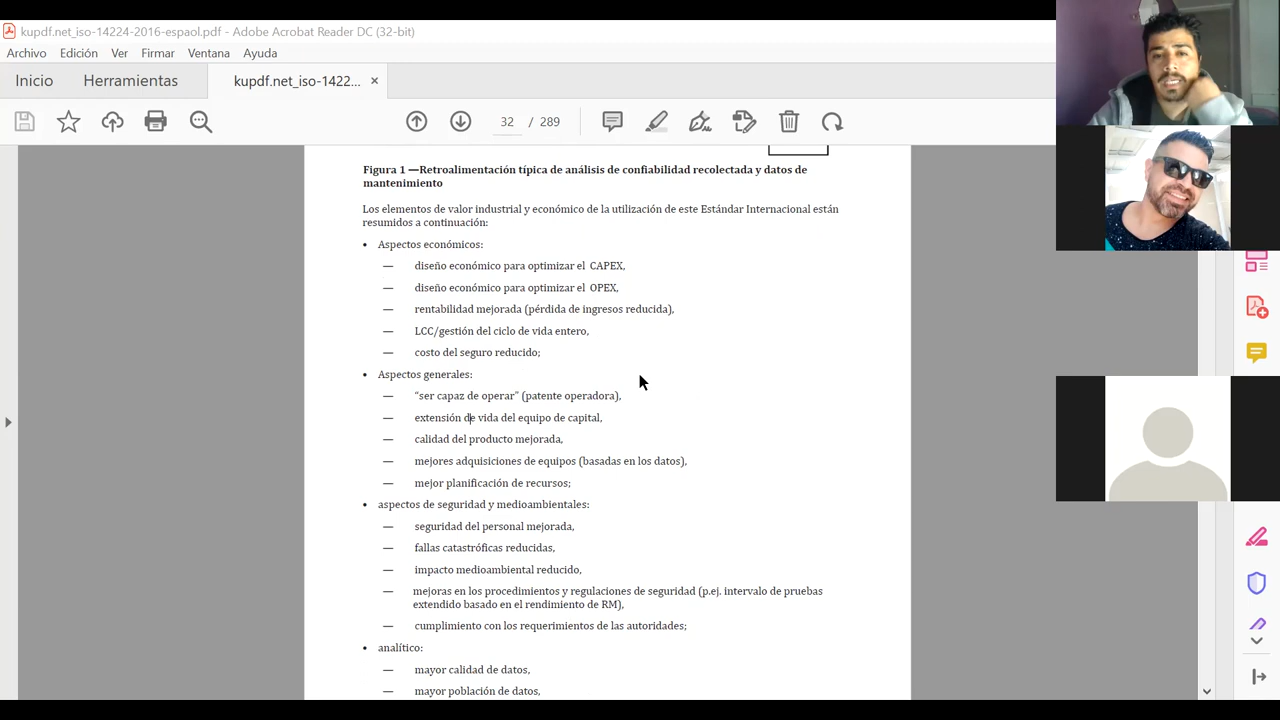 kupdf.net_iso-14224-2016-espaol.pdf - Adobe Acrobat Reader DC (32-bit)
Archivo Edición Ver Firmar Ventana Ayuda
Inicio Herramientas kupdf.net_iso-1422... ×
32 / 289
Figura 1 —Retroalimentación típica de análisis de confiabilidad recolectada y datos de
mantenimiento
Los elementos de valor industrial y económico de la utilización de este Estándar Internacional están
resumidos a continuación:
• Aspectos económicos:
— diseño económico para optimizar el CAPEX,
— diseño económico para optimizar el OPEX,
— rentabilidad mejorada (pérdida de ingresos reducida),
— LCC/gestión del ciclo de vida entero,
— costo del seguro reducido;
• Aspectos generales:
— “ser capaz de operar” (patente operadora),
— extensión de vida del equipo de capital,
— calidad del producto mejorada,
— mejores adquisiciones de equipos (basadas en los datos),
— mejor planificación de recursos;
• aspectos de seguridad y medioambientales:
— seguridad del personal mejorada,
— fallas catastróficas reducidas,
— impacto medioambiental reducido,
— mejoras en los procedimientos y regulaciones de seguridad (p.ej. intervalo de pruebas
extendido basado en el rendimiento de RM),
— cumplimiento con los requerimientos de las autoridades;
• analítico:
— mayor calidad de datos,
— mayor población de datos,